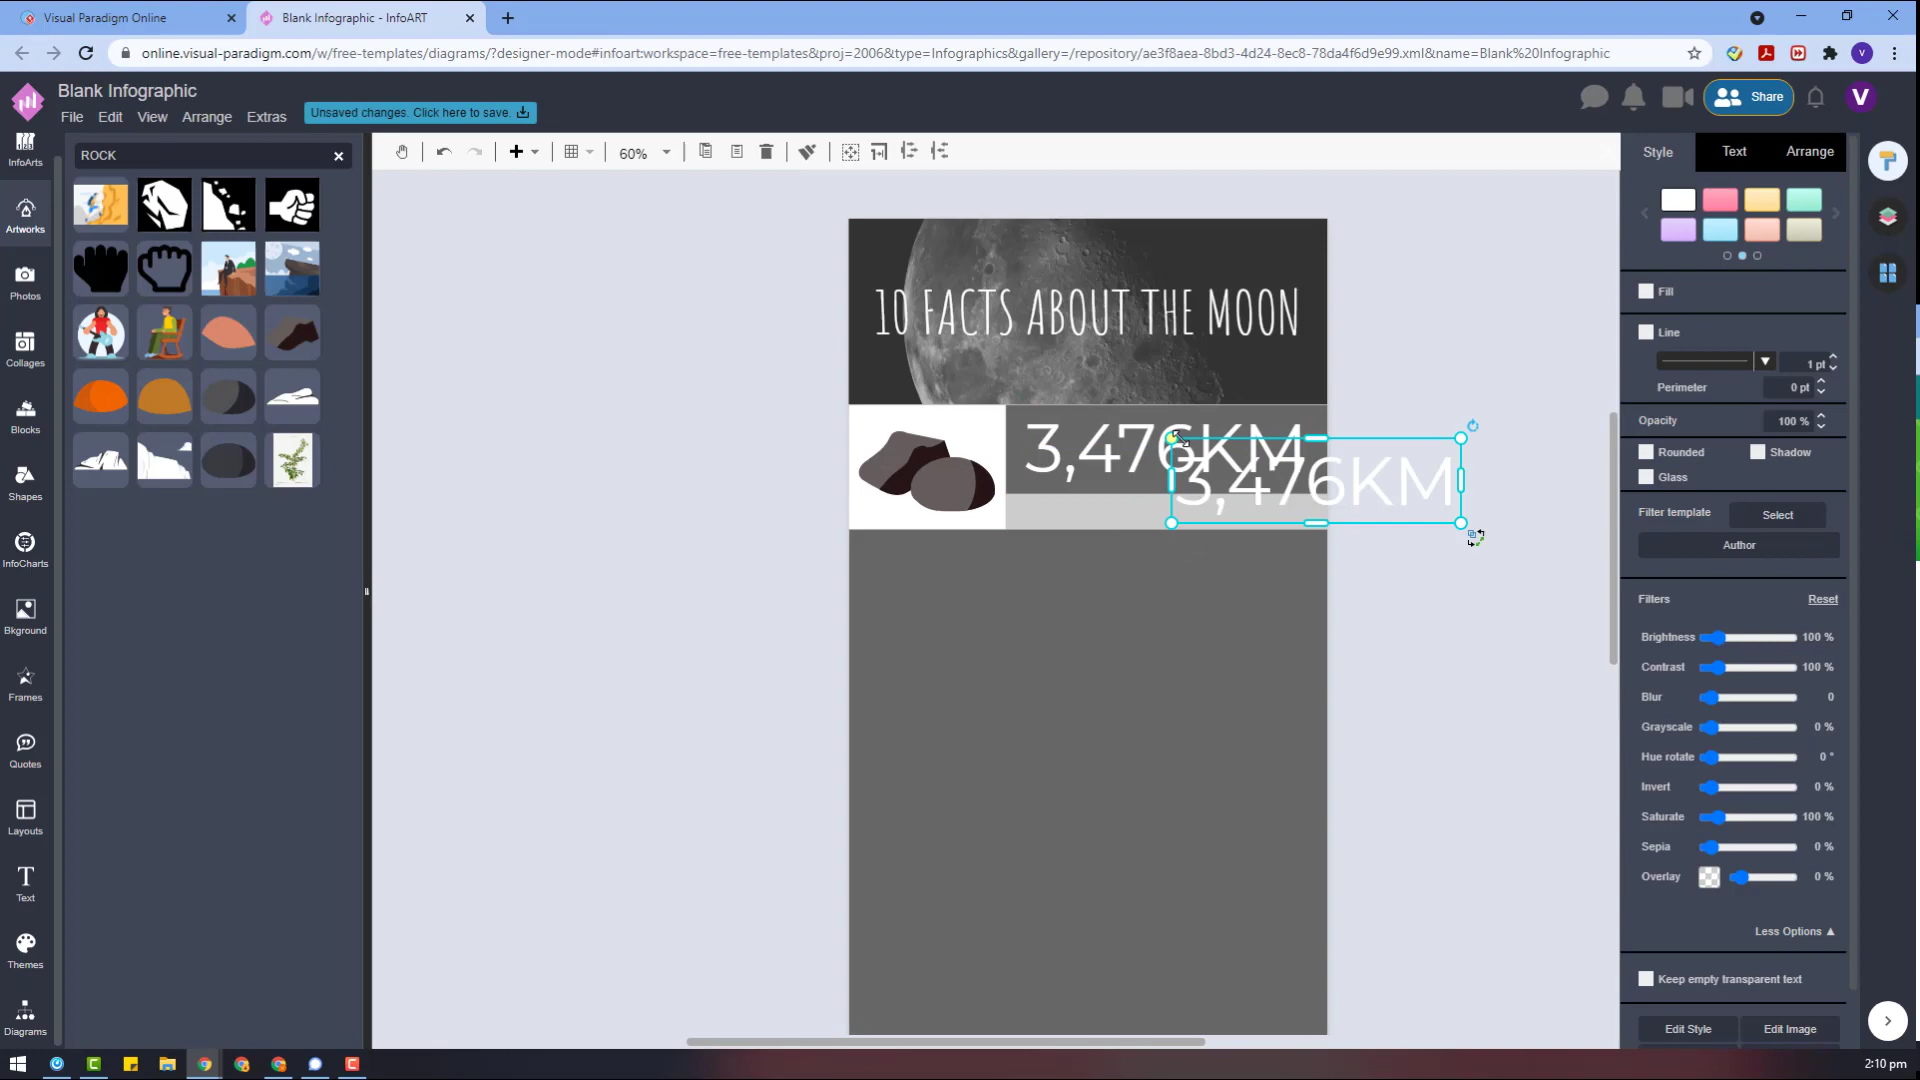 Visual Paradigm Online
Blank Infographic - InfoART
online.visual-paradigm.com/w/free-templates/diagrams/?designer-mode#infoart:workspace=free-templates&proj=2006&type=Infographics&gallery=/repository/ae3f8aea-8bd3-4d24-8ec8-78da4f6d9e99.xml&name=Blank%20Infographic
V
Blank Infographic
File Edit View Arrange Extras
Unsaved changes. Click here to save.
Share
V
InfoArts
Artworks
Photos
Collages
Blocks
Shapes
InfoCharts
Bkground
Frames
Quotes
Layouts
Text
Themes
Diagrams
ROCK
60%
10 FACTS ABOUT THE MOON
3,476KM
3,476KM
Style Text Arrange
Fill
Line
1 pt
Perimeter 0 pt
Opacity 100 %
Rounded Shadow
Glass
Filter template Select
Author
Filters Reset
Brightness 100 %
Contrast 100 %
Blur 0
Grayscale 0 %
Hue rotate 0 °
Invert 0 %
Saturate 100 %
Sepia 0 %
Overlay 0 %
Less Options
Keep empty transparent text
Edit Style Edit Image
2:10 pm